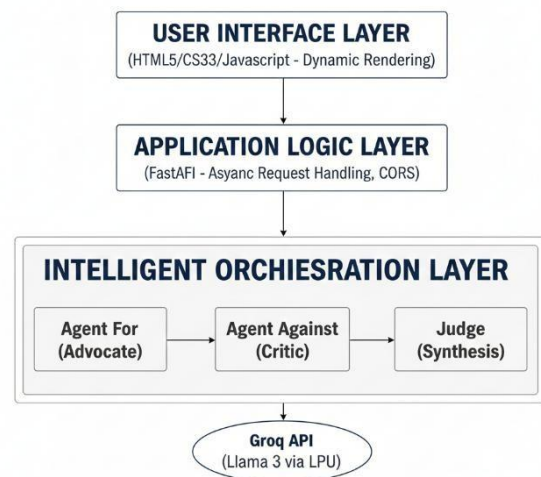 USER INTERFACE LAYER
(HTML5/CS33/Javascript - Dynamic Rendering)
APPLICATION LOGIC LAYER
(FastAFI - Asyanc Request Handling, CORS)
INTELLIGENT ORCHIESRATION LAYER
Agent For
(Advocate)
Agent Against
(Critic)
Judge
(Synthesis)
Groq API
(Llama 3 via LPU)